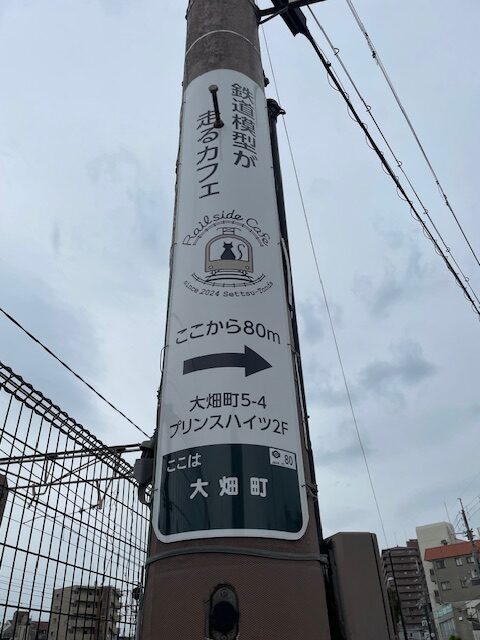 鉄道模型が
走るカフェ
Railside Cafe
since 2024 Settsu-Tonda
ここから80m
大畑町5-4
プリンスハイツ2F
ここは
80
大畑町